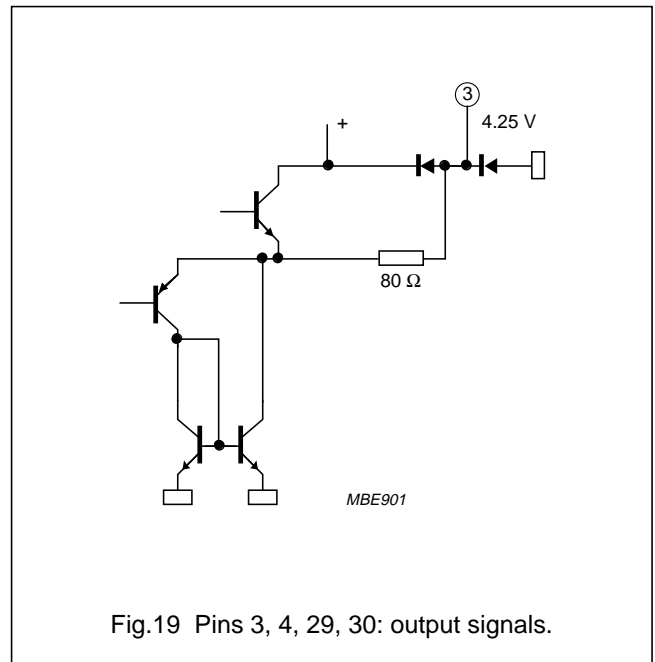 3
4.25 V
+
80 Ω
MBE901
Fig.19 Pins 3, 4, 29, 30: output signals.